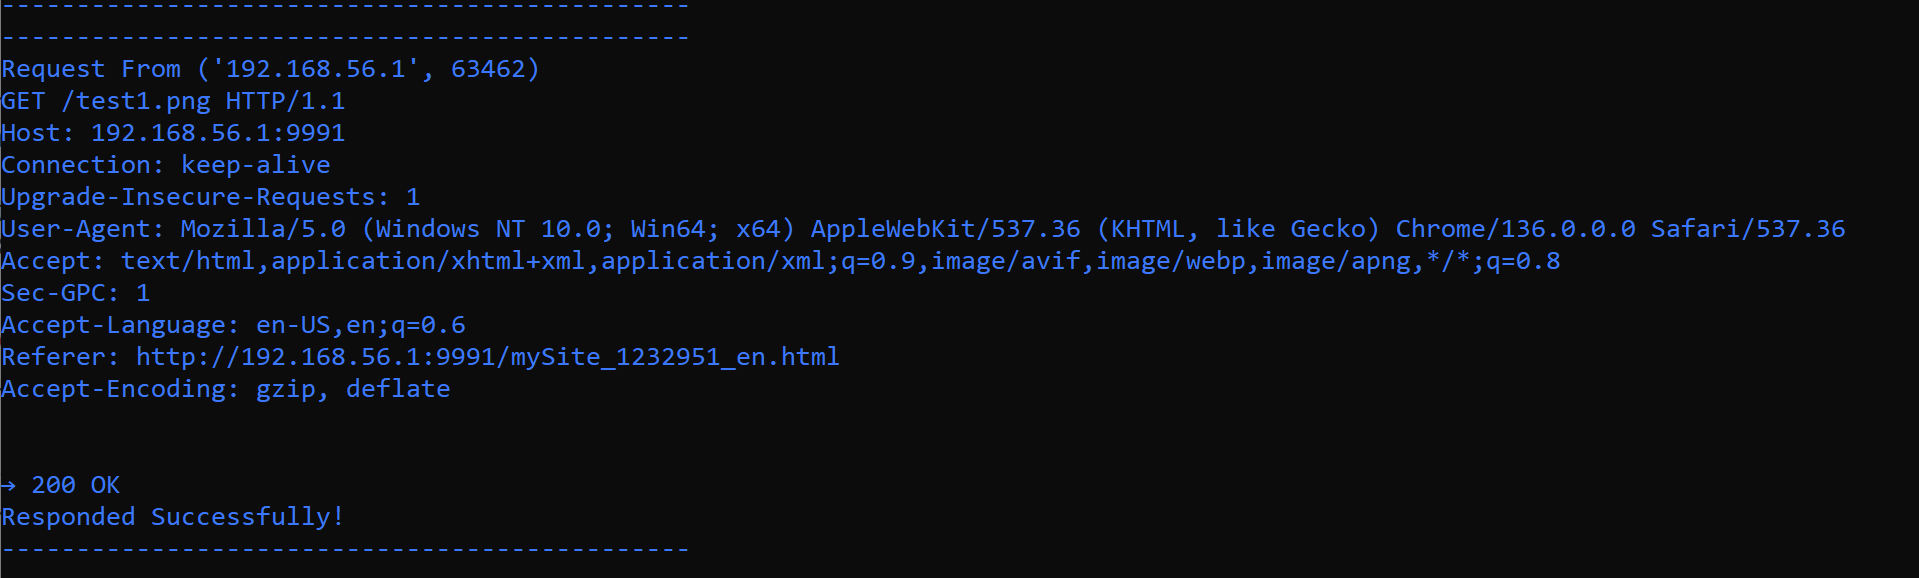 ----------------------------------------------
----------------------------------------------
Request From ('192.168.56.1', 63462)
GET /test1.png HTTP/1.1
Host: 192.168.56.1:9991
Connection: keep-alive
Upgrade-Insecure-Requests: 1
User-Agent: Mozilla/5.0 (Windows NT 10.0; Win64; x64) AppleWebKit/537.36 (KHTML, like Gecko) Chrome/136.0.0.0 Safari/537.36
Accept: text/html,application/xhtml+xml,application/xml;q=0.9,image/avif,image/webp,image/apng,*/*;q=0.8
Sec-GPC: 1
Accept-Language: en-US,en;q=0.6
Referer: http://192.168.56.1:9991/mySite_1232951_en.html
Accept-Encoding: gzip, deflate
→ 200 OK
Responded Successfully!
----------------------------------------------